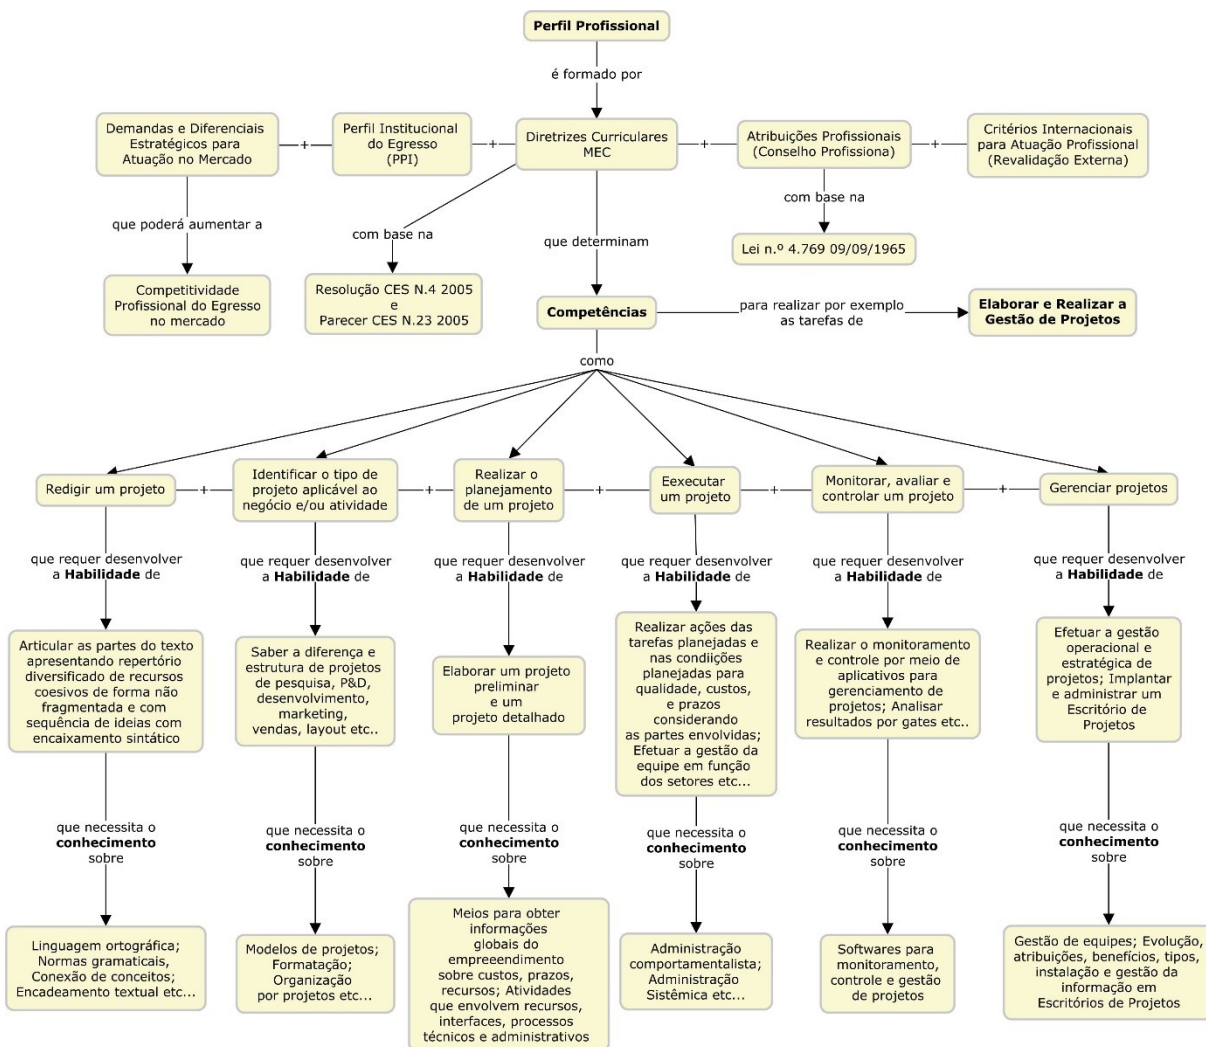 Perfil Profissional
é formado por
Demandas e Diferenciais
Estratégicos para
Atuação no Mercado
+
Perfil Institucional
do Egresso
(PPI)
+
Diretrizes Curriculares
MEC
+
Atribuições Profissionais
(Conselho Profissiona)
+
Critérios Internacionais
para Atuação Profissional
(Revalidação Externa)
que poderá aumentar a
com base na
que determinam
com base na
Competitividade
Profissional do Egresso
no mercado
Resolução CES N.4 2005
e
Parecer CES N.23 2005
Lei n.º 4.769 09/09/1965
Competências
para realizar por exemplo
as tarefas de
Elaborar e Realizar a
Gestão de Projetos
como
Redigir um projeto
+
Identificar o tipo de
projeto aplicável ao
negócio e/ou atividade
+
Realizar o
planejamento
de um projeto
+
Eexecutar
um projeto
+
Monitorar, avaliar e
controlar um projeto
+
Gerenciar projetos
que requer desenvolver
a Habilidade de
que requer desenvolver
a Habilidade de
que requer desenvolver
a Habilidade de
que requer desenvolver
a Habilidade de
que requer desenvolver
a Habilidade de
que requer desenvolver
a Habilidade de
Articular as partes do texto
apresentando repertório
diversificado de recursos
coesivos de forma não
fragmentada e com
sequência de ideias com
encaixamento sintático
Saber a diferença e
estrutura de projetos
de pesquisa, P&D,
desenvolvimento,
marketing,
vendas, layout etc..
Elaborar um projeto
preliminar
e um
projeto detalhado
Realizar ações das
tarefas planejadas e
nas condiições
planejadas para
qualidade, custos,
e prazos
considerando
as partes envolvidas;
Efetuar a gestão da
equipe em função
dos setores etc...
Realizar o monitoramento
e controle por meio de
aplicativos para
gerenciamento de
projetos; Analisar
resultados por gates etc..
Efetuar a gestão
operacional e
estratégica de
projetos; Implantar
e administrar um
Escritório de
Projetos
que necessita o
conhecimento
sobre
que necessita o
conhecimento
sobre
que necessita o
conhecimento
sobre
que necessita o
conhecimento
sobre
que necessita o
conhecimento
sobre
que necessita o
conhecimento
sobre
Linguagem ortográfica;
Normas gramaticais,
Conexão de conceitos;
Encadeamento textual etc...
Modelos de projetos;
Formatação;
Organização
por projetos etc...
Meios para obter
informações
globais do
empreeendimento
sobre custos, prazos,
recursos; Atividades
que envolvem recursos,
interfaces, processos
técnicos e administrativos
Administração
comportamentalista;
Administração
Sistêmica etc...
Softwares para
monitoramento,
controle e gestão
de projetos
Gestão de equipes; Evolução,
atribuições, benefícios, tipos,
instalação e gestão da
informação em
Escritórios de Projetos